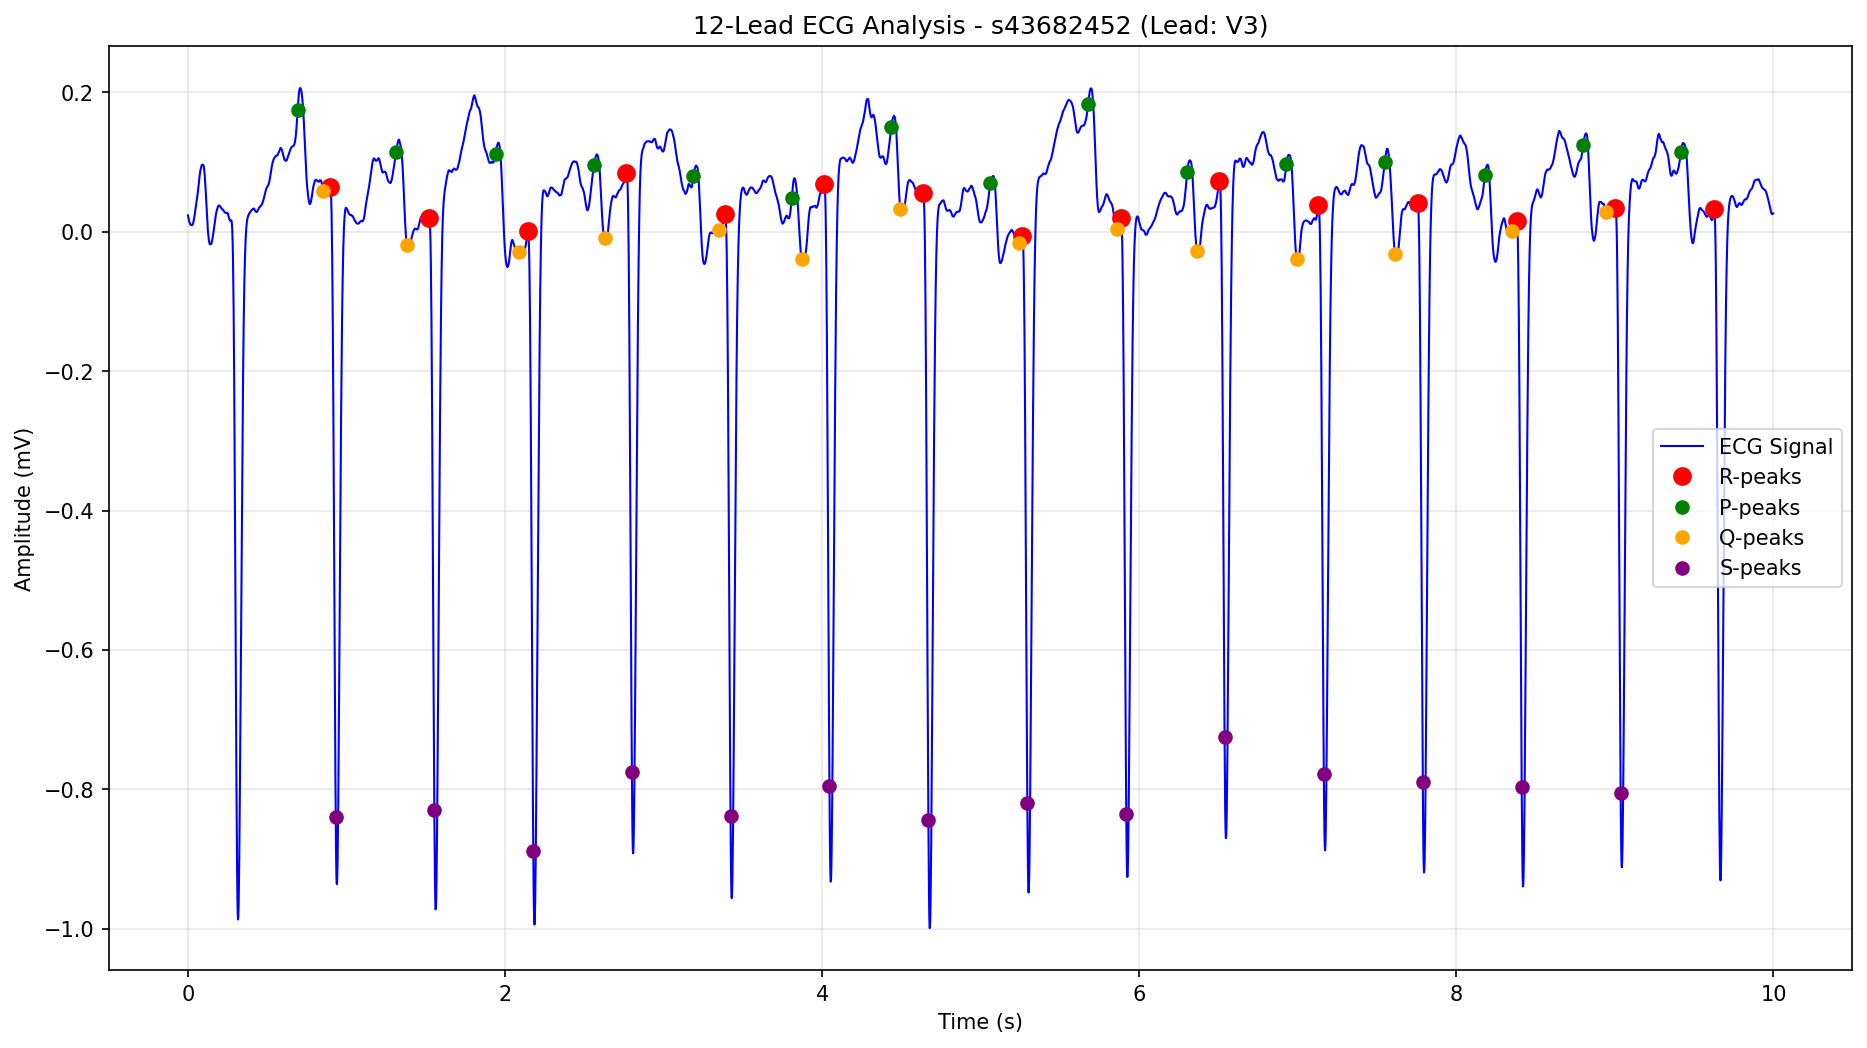 12-Lead ECG Analysis - s43682452 (Lead: V3)
Amplitude (mV)
0.2
0.0
−0.2
−0.4
−0.6
−0.8
−1.0
ECG Signal
R-peaks
P-peaks
Q-peaks
S-peaks
0 2 4 6 8 10
Time (s)